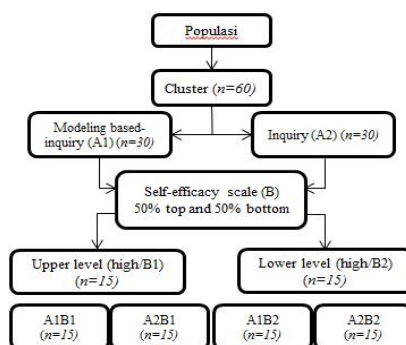 Populasi
Cluster (n=60)
Modeling based-
inquiry (A1) (n=30)
Inquiry (A2) (n=30)
Self-efficacy scale (B)
50% top and 50% bottom
Upper level (high/B1)
(n=15)
Lower level (high/B2)
(n=15)
A1B1
(n=15)
A2B1
(n=15)
A1B2
(n=15)
A2B2
(n=15)